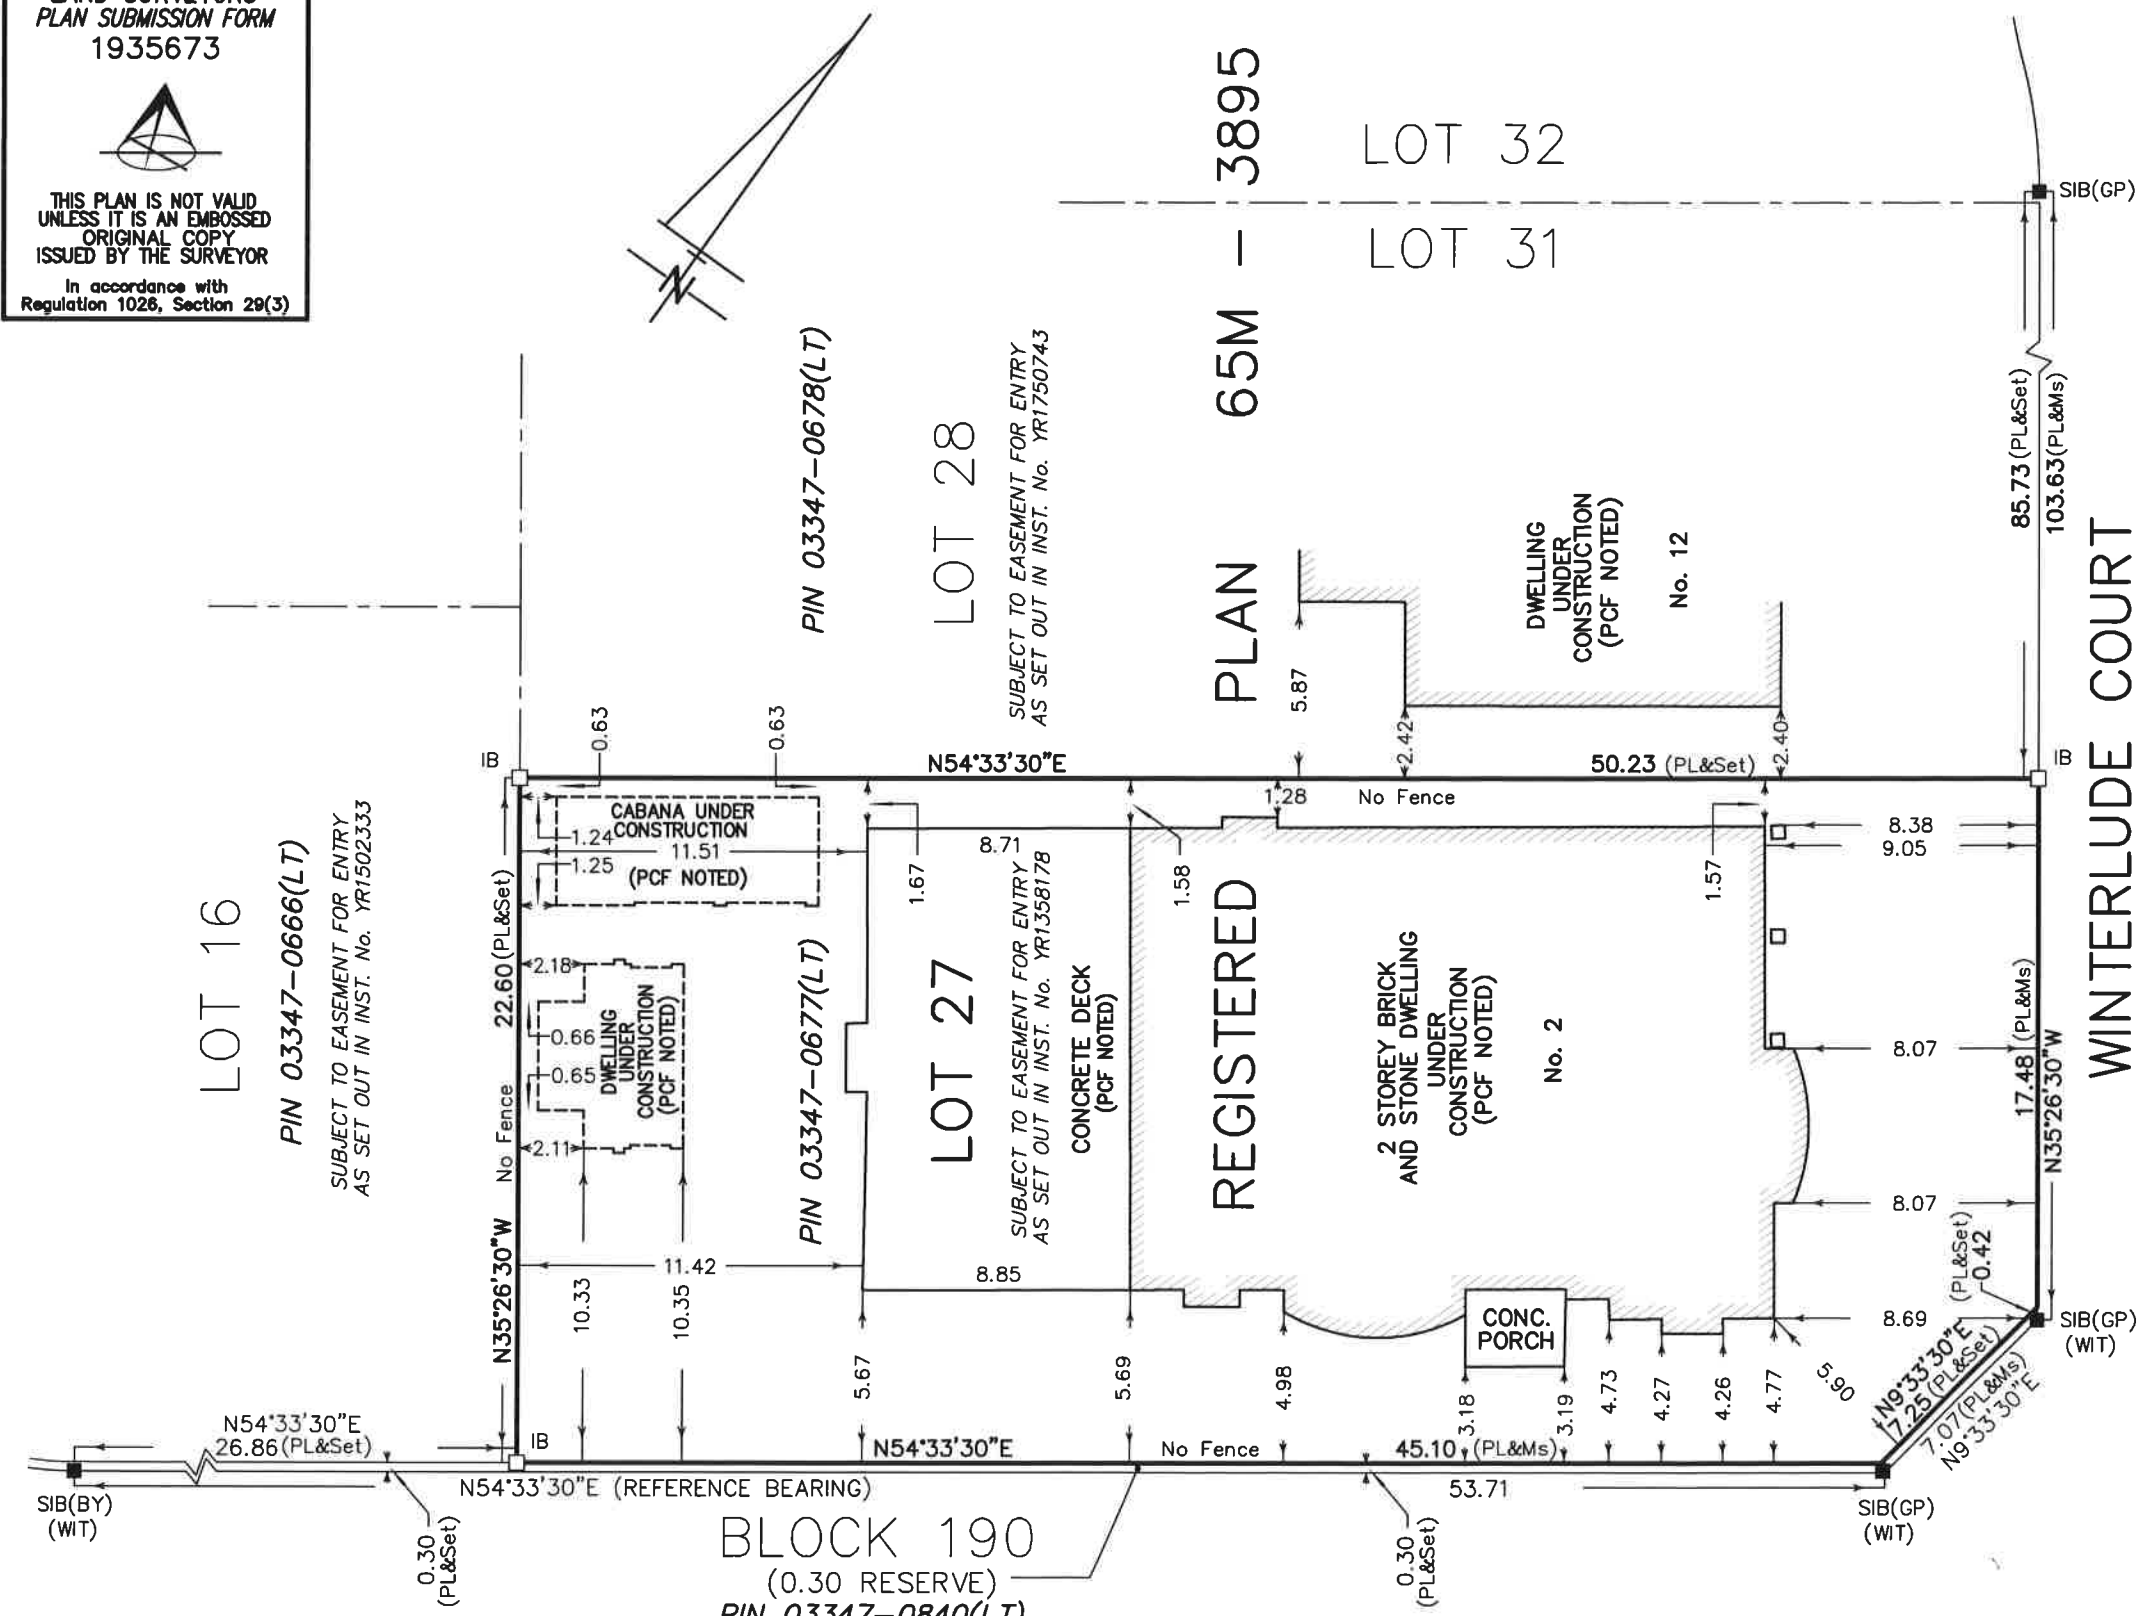 PLAN SUBMISSION FORM
1935673
THIS PLAN IS NOT VALID
UNLESS IT IS AN EMBOSSED
ORIGINAL COPY
ISSUED BY THE SURVEYOR
In accordance with
Regulation 1026, Section 29(3)
N
REGISTERED PLAN 65M - 3895
LOT 32
LOT 31
SIB(GP)
85.73 (PL&Set)
103.63(PL&Ms)
WINTERLUDE COURT
PIN 03347-0678(LT)
LOT 28
SUBJECT TO EASEMENT FOR ENTRY
AS SET OUT IN INST. No. YR1750743
DWELLING
UNDER
CONSTRUCTION
(PCF NOTED)
No. 12
5.87
2.42
2.40
0.63
0.63
IB
N54°33'30"E
50.23 (PL&Set)
IB
1.28
No Fence
LOT 16
PIN 03347-0666(LT)
SUBJECT TO EASEMENT FOR ENTRY
AS SET OUT IN INST. No. YR1502333
N35°26'30"W
No Fence
22.60 (PL&Set)
CABANA UNDER
CONSTRUCTION
(PCF NOTED)
1.24
11.51
1.25
2.18
0.66
0.65
2.11
DWELLING
UNDER
CONSTRUCTION
(PCF NOTED)
PIN 03347-0677(LT)
1.67
8.71
LOT 27
SUBJECT TO EASEMENT FOR ENTRY
AS SET OUT IN INST. No. YR1358178
CONCRETE DECK
(PCF NOTED)
1.58
1.57
2 STOREY BRICK
AND STONE DWELLING
UNDER
CONSTRUCTION
(PCF NOTED)
No. 2
8.38
9.05
8.07
8.07
17.48 (PL&Ms)
N35°26'30"W
(PL&Set)
0.42
8.69
SIB(GP)
(WIT)
11.42
8.85
10.33
10.35
5.67
5.69
4.98
CONC.
PORCH
3.18
3.19
4.73
4.27
4.26
4.77
5.90
N9°33'30"E
7.25 (PL&Set)
7.07(PL&Ms)
N9°33'30"E
N54°33'30"E
26.86(PL&Set)
IB
N54°33'30"E
No Fence
45.10 (PL&Ms)
N54°33'30"E (REFERENCE BEARING)
53.71
SIB(BY)
(WIT)
SIB(GP)
(WIT)
0.30
(PL&Set)
0.30
(PL&Set)
BLOCK 190
(0.30 RESERVE)
PIN 03347-0840(LT)